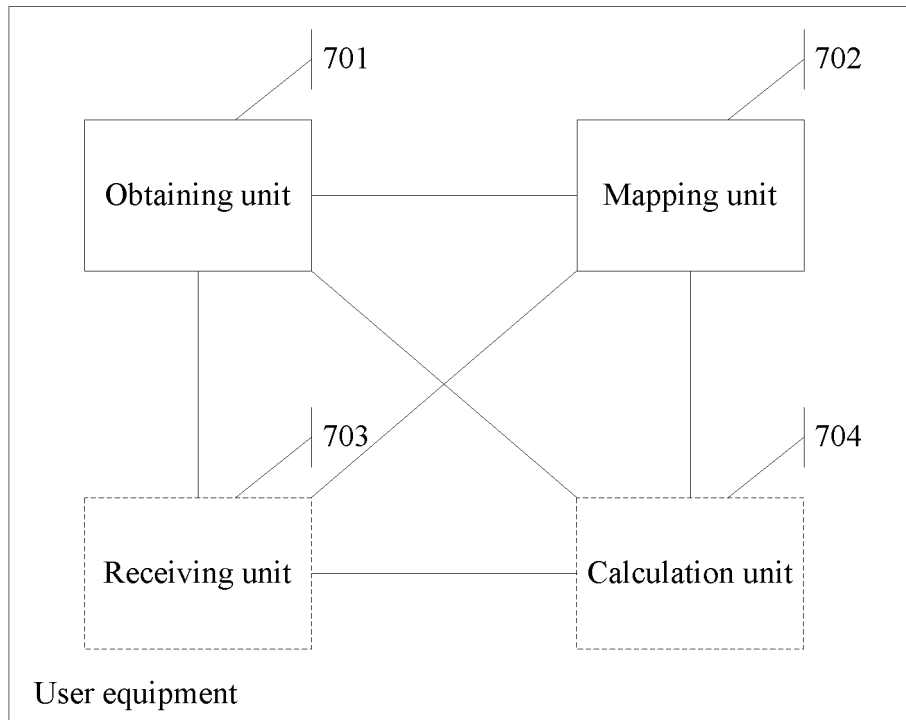 701
702
Obtaining unit
Mapping unit
703
704
Receiving unit
Calculation unit
User equipment